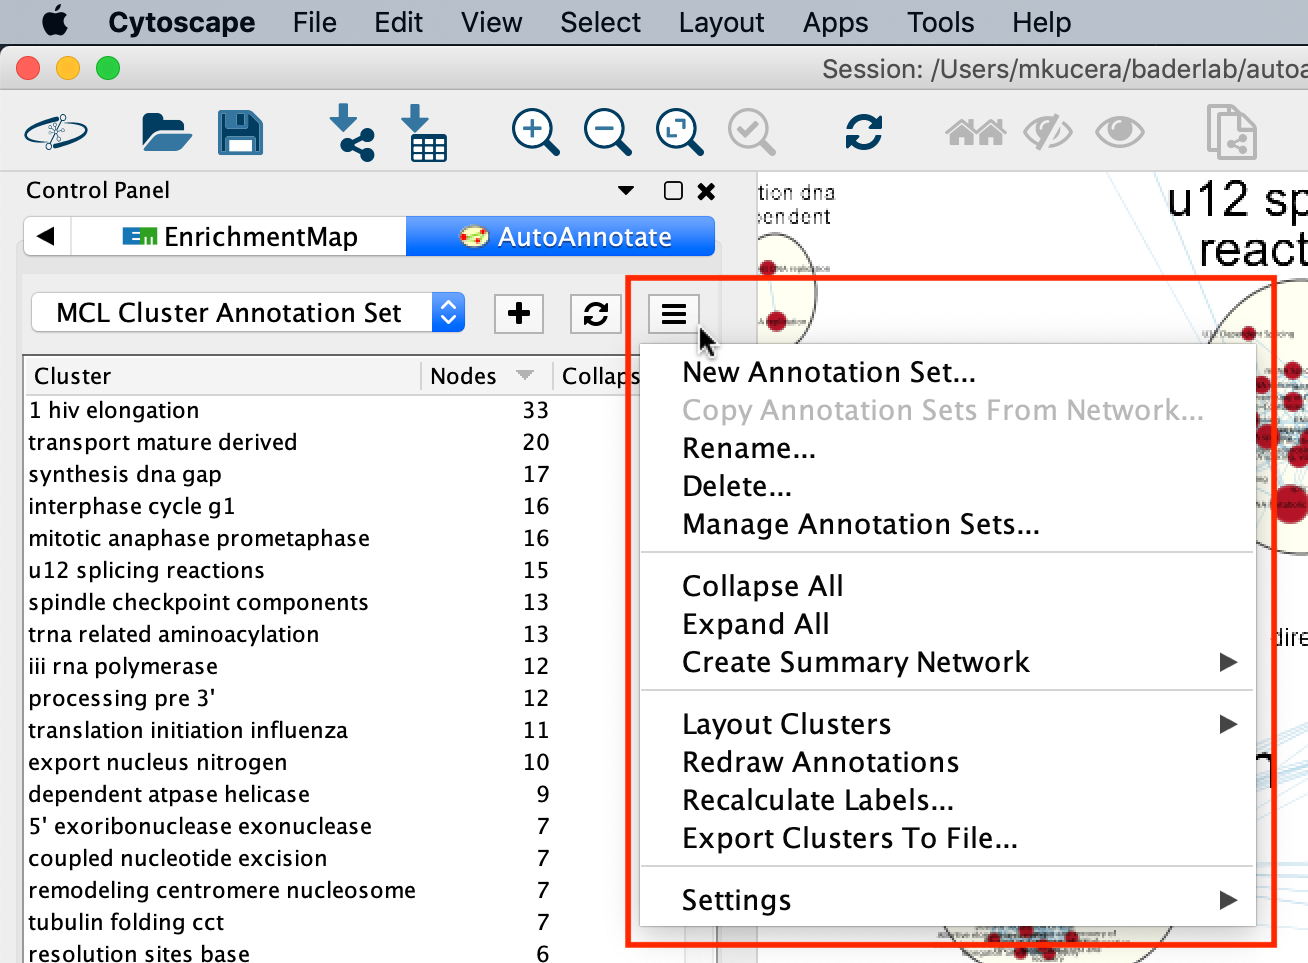 Cytoscape File Edit View Select Layout Apps Tools Help
Session: /Users/mkucera/baderlab/autoa
Control Panel
EnrichmentMap AutoAnnotate
MCL Cluster Annotation Set
Cluster Nodes Collaps
1 hiv elongation 33
transport mature derived 20
synthesis dna gap 17
interphase cycle g1 16
mitotic anaphase prometaphase 16
u12 splicing reactions 15
spindle checkpoint components 13
trna related aminoacylation 13
iii rna polymerase 12
processing pre 3' 12
translation initiation influenza 11
export nucleus nitrogen 10
dependent atpase helicase 9
5' exoribonuclease exonuclease 7
coupled nucleotide excision 7
remodeling centromere nucleosome 7
tubulin folding cct 7
resolution sites base 6
New Annotation Set...
Copy Annotation Sets From Network...
Rename...
Delete...
Manage Annotation Sets...
Collapse All
Expand All
Create Summary Network
Layout Clusters
Redraw Annotations
Recalculate Labels...
Export Clusters To File...
Settings
tion dna
pendent
u12 sp
react
U12 Dependent Splicing
dire